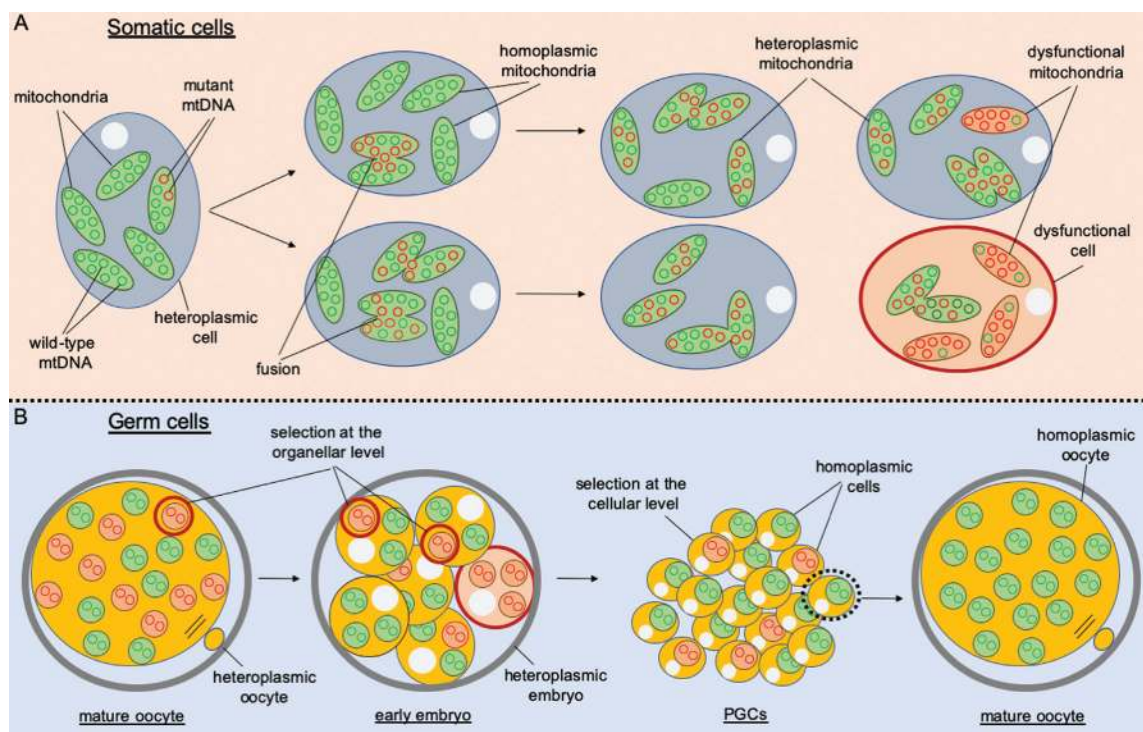 A
Somatic cells
mitochondria
mutant
mtDNA
homoplasmic
mitochondria
heteroplasmic
mitochondria
dysfunctional
mitochondria
wild-type
mtDNA
heteroplasmic
cell
fusion
dysfunctional
cell
B
Germ cells
selection at the
organellar level
selection at the
cellular level
homoplasmic
cells
homoplasmic
oocyte
heteroplasmic
oocyte
heteroplasmic
embryo
mature oocyte
early embryo
PGCs
mature oocyte